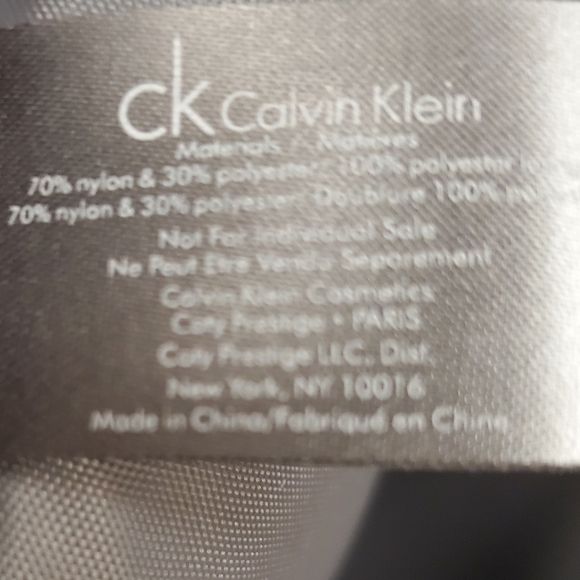 ck Calvin Klein
Materials / Matières
70% nylon & 30% polyester 100% polyester
70% nylon & 30% polyester Doublure 100%
Not For Individual Sale
Ne Peut Etre Vendu Separement
Calvin Klein Cosmetics
Coty Prestige • PARIS
Coty Prestige LLC, Dist.
New York, NY 10016
Made in China/Fabriqué en Chine